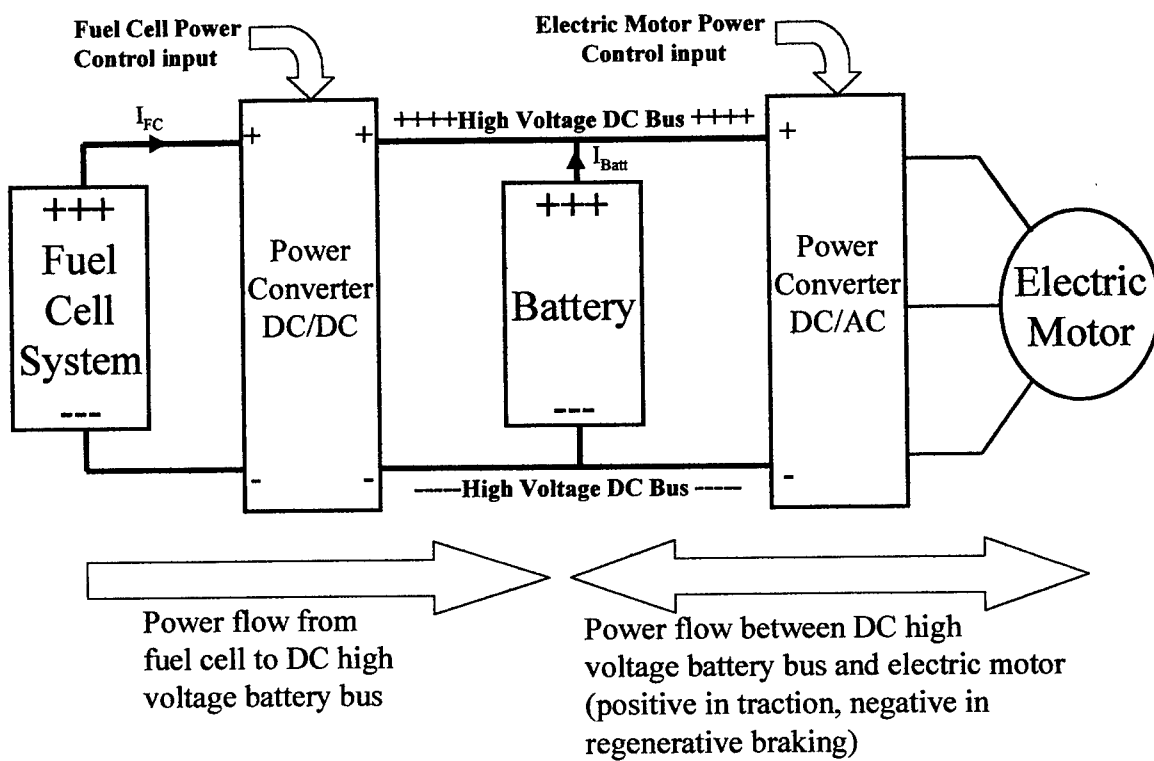 Fuel Cell Power
Control input
Electric Motor Power
Control input
I_FC
++++High Voltage DC Bus ++++
I_Batt
+
+
+
+++
Fuel
Cell
System
---
Power
Converter
DC/DC
+++
Battery
---
Power
Converter
DC/AC
Electric
Motor
-
-
-
----High Voltage DC Bus ----
Power flow from
fuel cell to DC high
voltage battery bus
Power flow between DC high
voltage battery bus and electric motor
(positive in traction, negative in
regenerative braking)